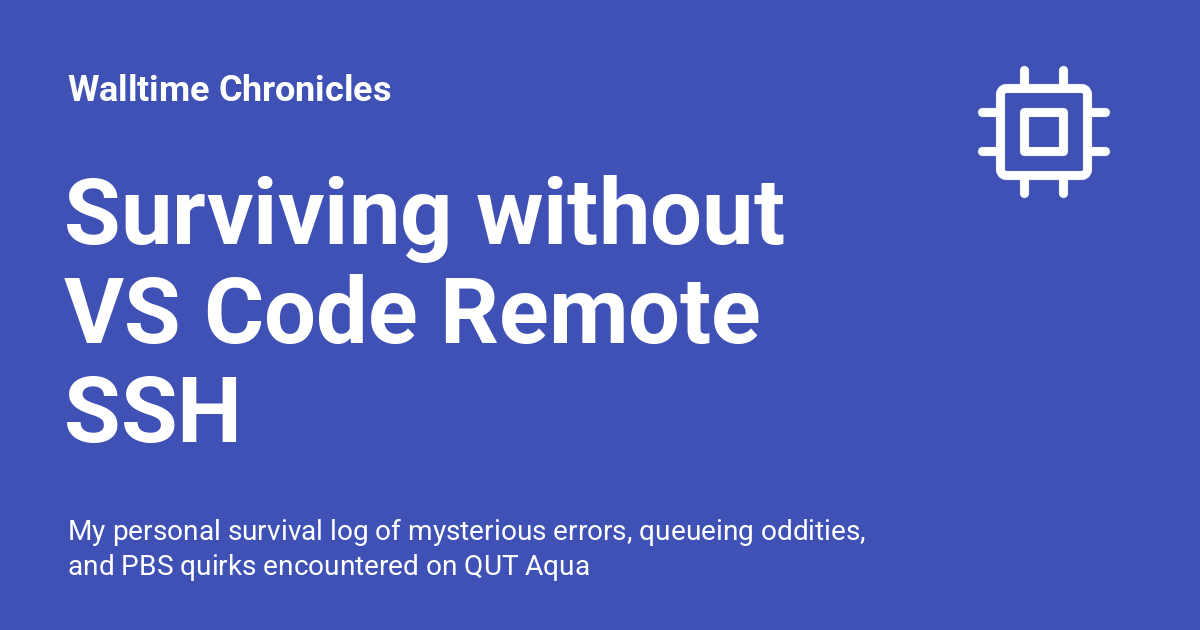 Walltime Chronicles
Surviving without
VS Code Remote
SSH
My personal survival log of mysterious errors, queueing oddities,
and PBS quirks encountered on QUT Aqua